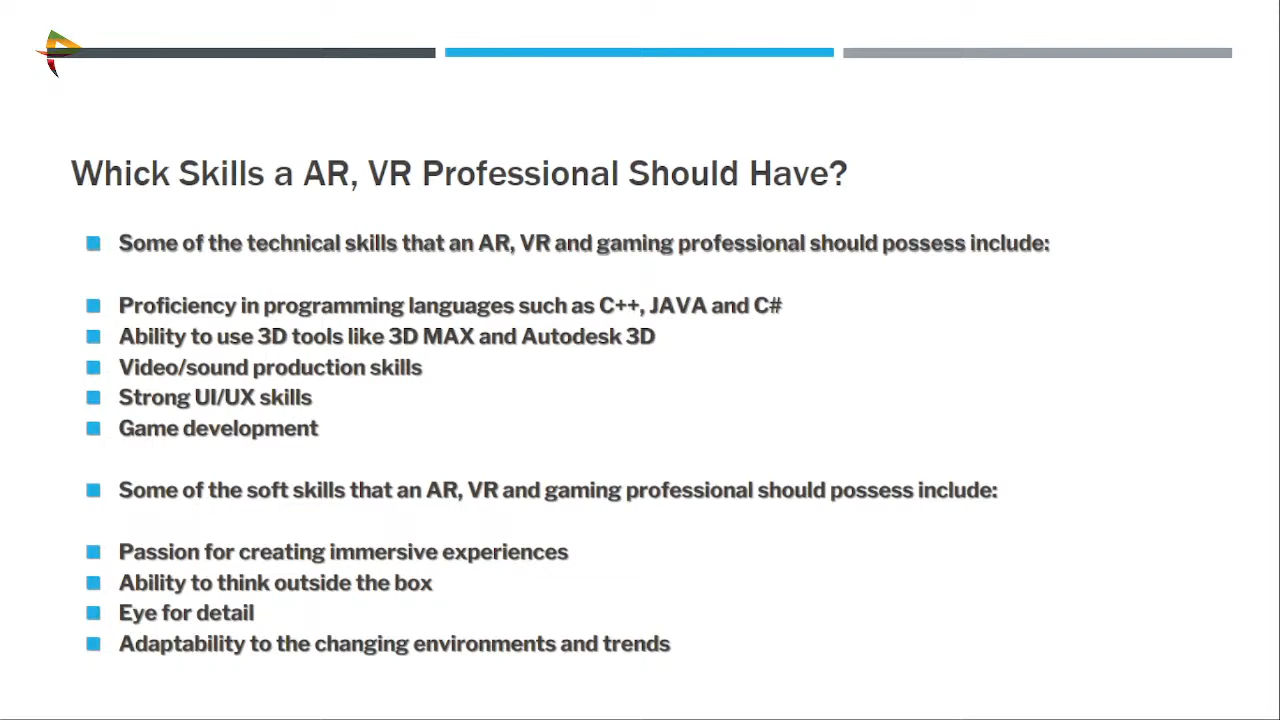 Whick Skills a AR, VR Professional Should Have?
Some of the technical skills that an AR, VR and gaming professional should possess include:
Proficiency in programming languages such as C++, JAVA and C#
Ability to use 3D tools like 3D MAX and Autodesk 3D
Video/sound production skills
Strong UI/UX skills
Game development
Some of the soft skills that an AR, VR and gaming professional should possess include:
Passion for creating immersive experiences
Ability to think outside the box
Eye for detail
Adaptability to the changing environments and trends